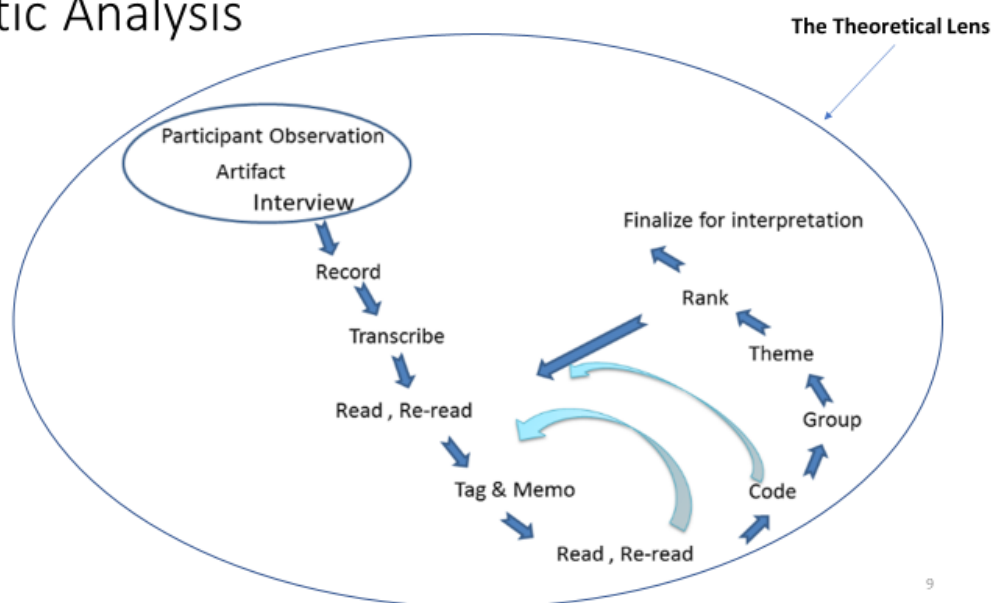 tic Analysis
The Theoretical Lens
Participant Observation
Artifact
Interview
Record
Transcribe
Read , Re-read
Tag & Memo
Read , Re-read
Code
Group
Theme
Rank
Finalize for interpretation
9